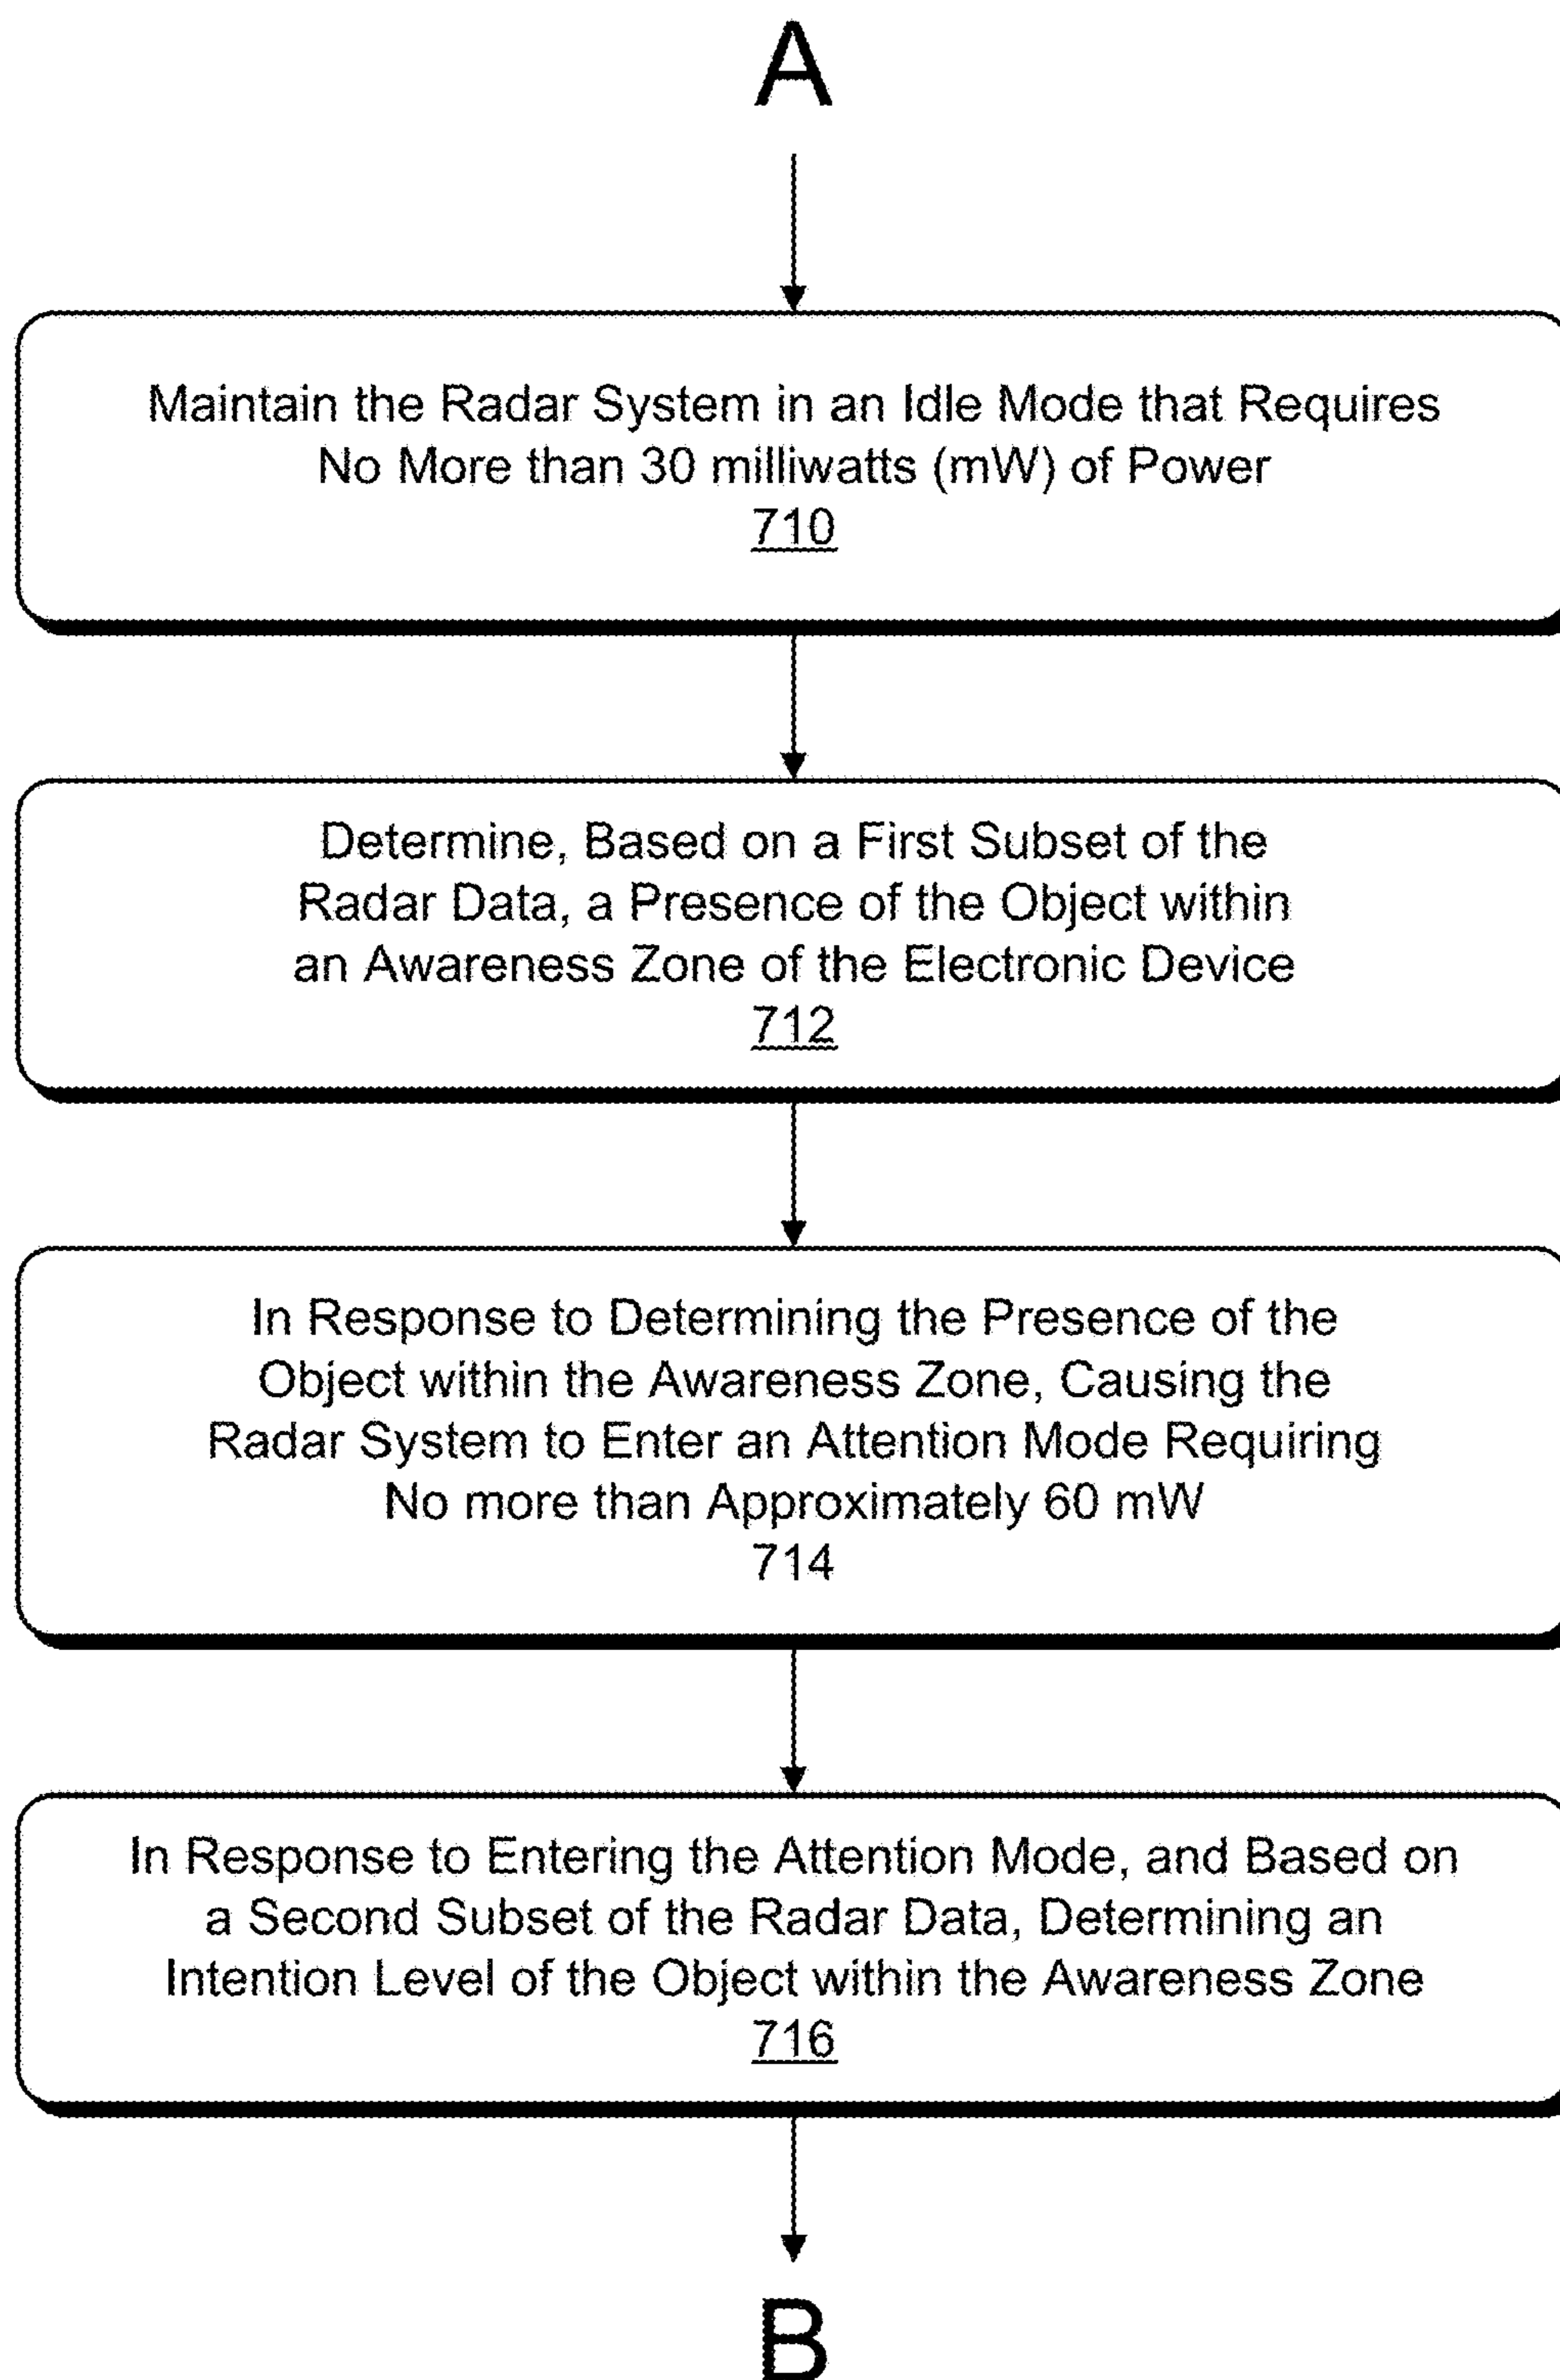 A
Maintain the Radar System in an Idle Mode that Requires
No More than 30 milliwatts (mW) of Power
710
Determine, Based on a First Subset of the
Radar Data, a Presence of the Object within
an Awareness Zone of the Electronic Device
712
In Response to Determining the Presence of the
Object within the Awareness Zone, Causing the
Radar System to Enter an Attention Mode Requiring
No more than Approximately 60 mW
714
In Response to Entering the Attention Mode, and Based on
a Second Subset of the Radar Data, Determining an
Intention Level of the Object within the Awareness Zone
716
B